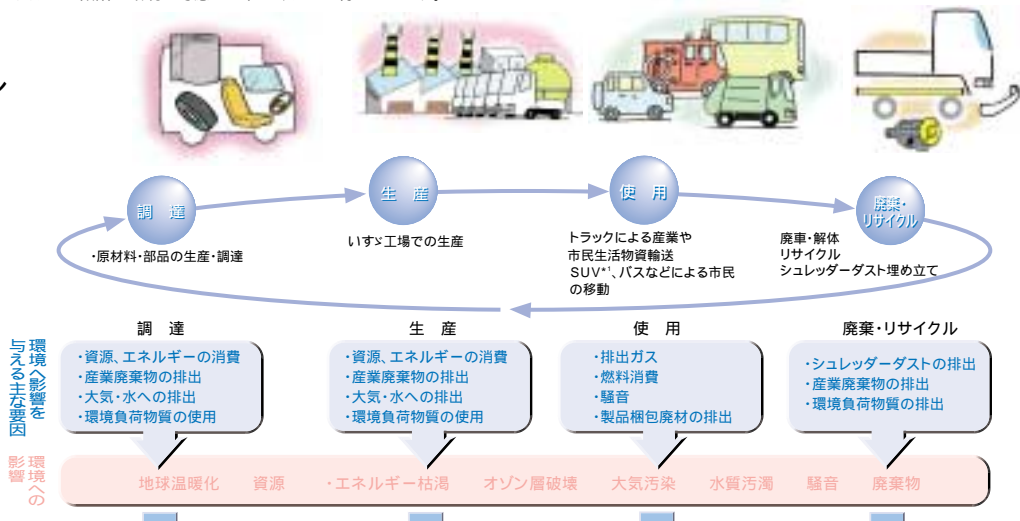 調 達
生 産
使 用
廃棄・
リサイクル
・原材料・部品の生産・調達
いすゞ工場での生産
トラックによる産業や
市民生活物資輸送
SUV*1、バスなどによる市民
の移動
廃車・解体
リサイクル
シュレッダーダスト埋め立て
環境へ影響を
与える主な要因
調 達
・資源、エネルギーの消費
・産業廃棄物の排出
・大気・水への排出
・環境負荷物質の使用
生 産
・資源、エネルギーの消費
・産業廃棄物の排出
・大気・水への排出
・環境負荷物質の使用
使 用
・排出ガス
・燃料消費
・騒音
・製品梱包廃材の排出
廃棄・リサイクル
・シュレッダーダストの排出
・産業廃棄物の排出
・環境負荷物質の排出
環境への
影響
地球温暖化 資源 ・エネルギー枯渇 オゾン層破壊 大気汚染 水質汚濁 騒音 廃棄物